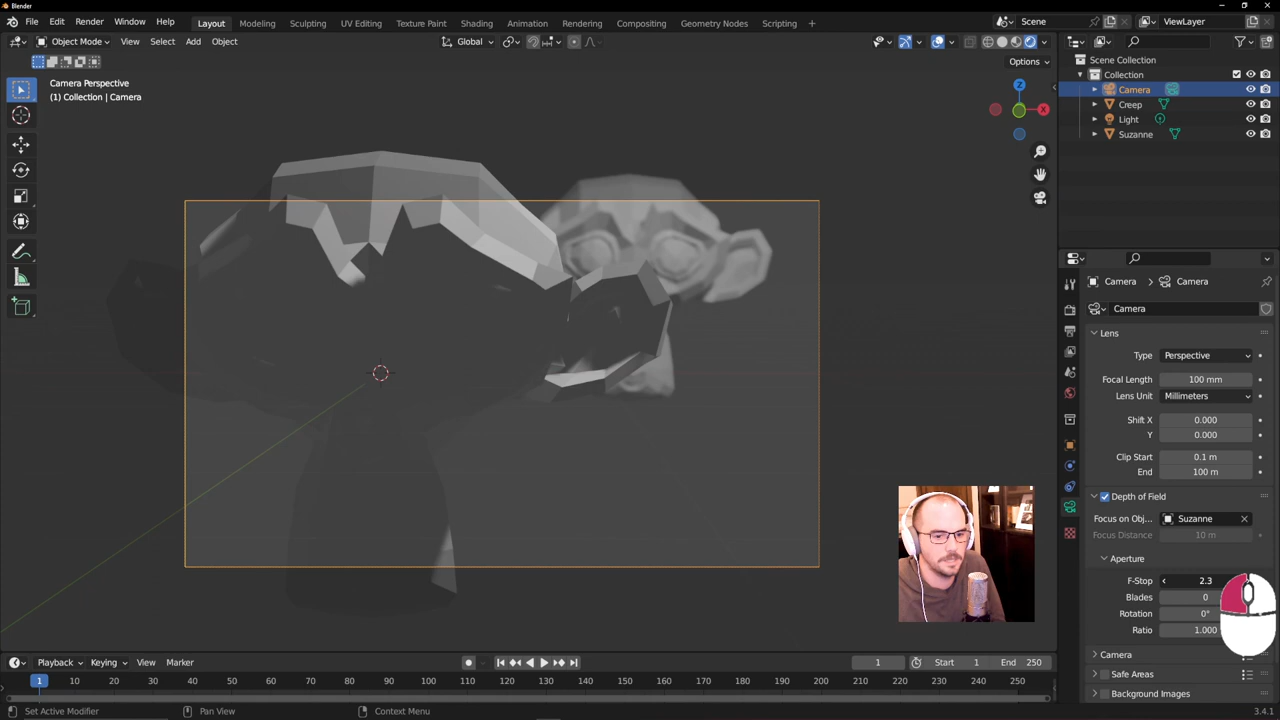 Blender
File Edit Render Window Help
Layout Modeling Sculpting UV Editing Texture Paint Shading Animation Rendering Compositing Geometry Nodes Scripting +
Scene
ViewLayer
Object Mode View Select Add Object
Global
Options
Camera Perspective
(1) Collection | Camera
Z
X
Scene Collection
Collection
Camera
Creep
Light
Suzanne
Camera > Camera
Camera
Lens
Type Perspective
Focal Length 100 mm
Lens Unit Millimeters
Shift X 0.000
Y 0.000
Clip Start 0.1 m
End 100 m
Depth of Field
Focus on Obj... Suzanne
Focus Distance 10 m
Aperture
F-Stop 2.3
Blades 0
Rotation 0°
Ratio 1.000
Camera
Safe Areas
Background Images
Playback Keying View Marker
1 Start 1 End 250
1 10 20 30 40 50 60 70 80 90 100 110 120 130 140 150 160 170 180 190 200 210 220 230 240 250
Set Active Modifier Pan View Context Menu 3.4.1